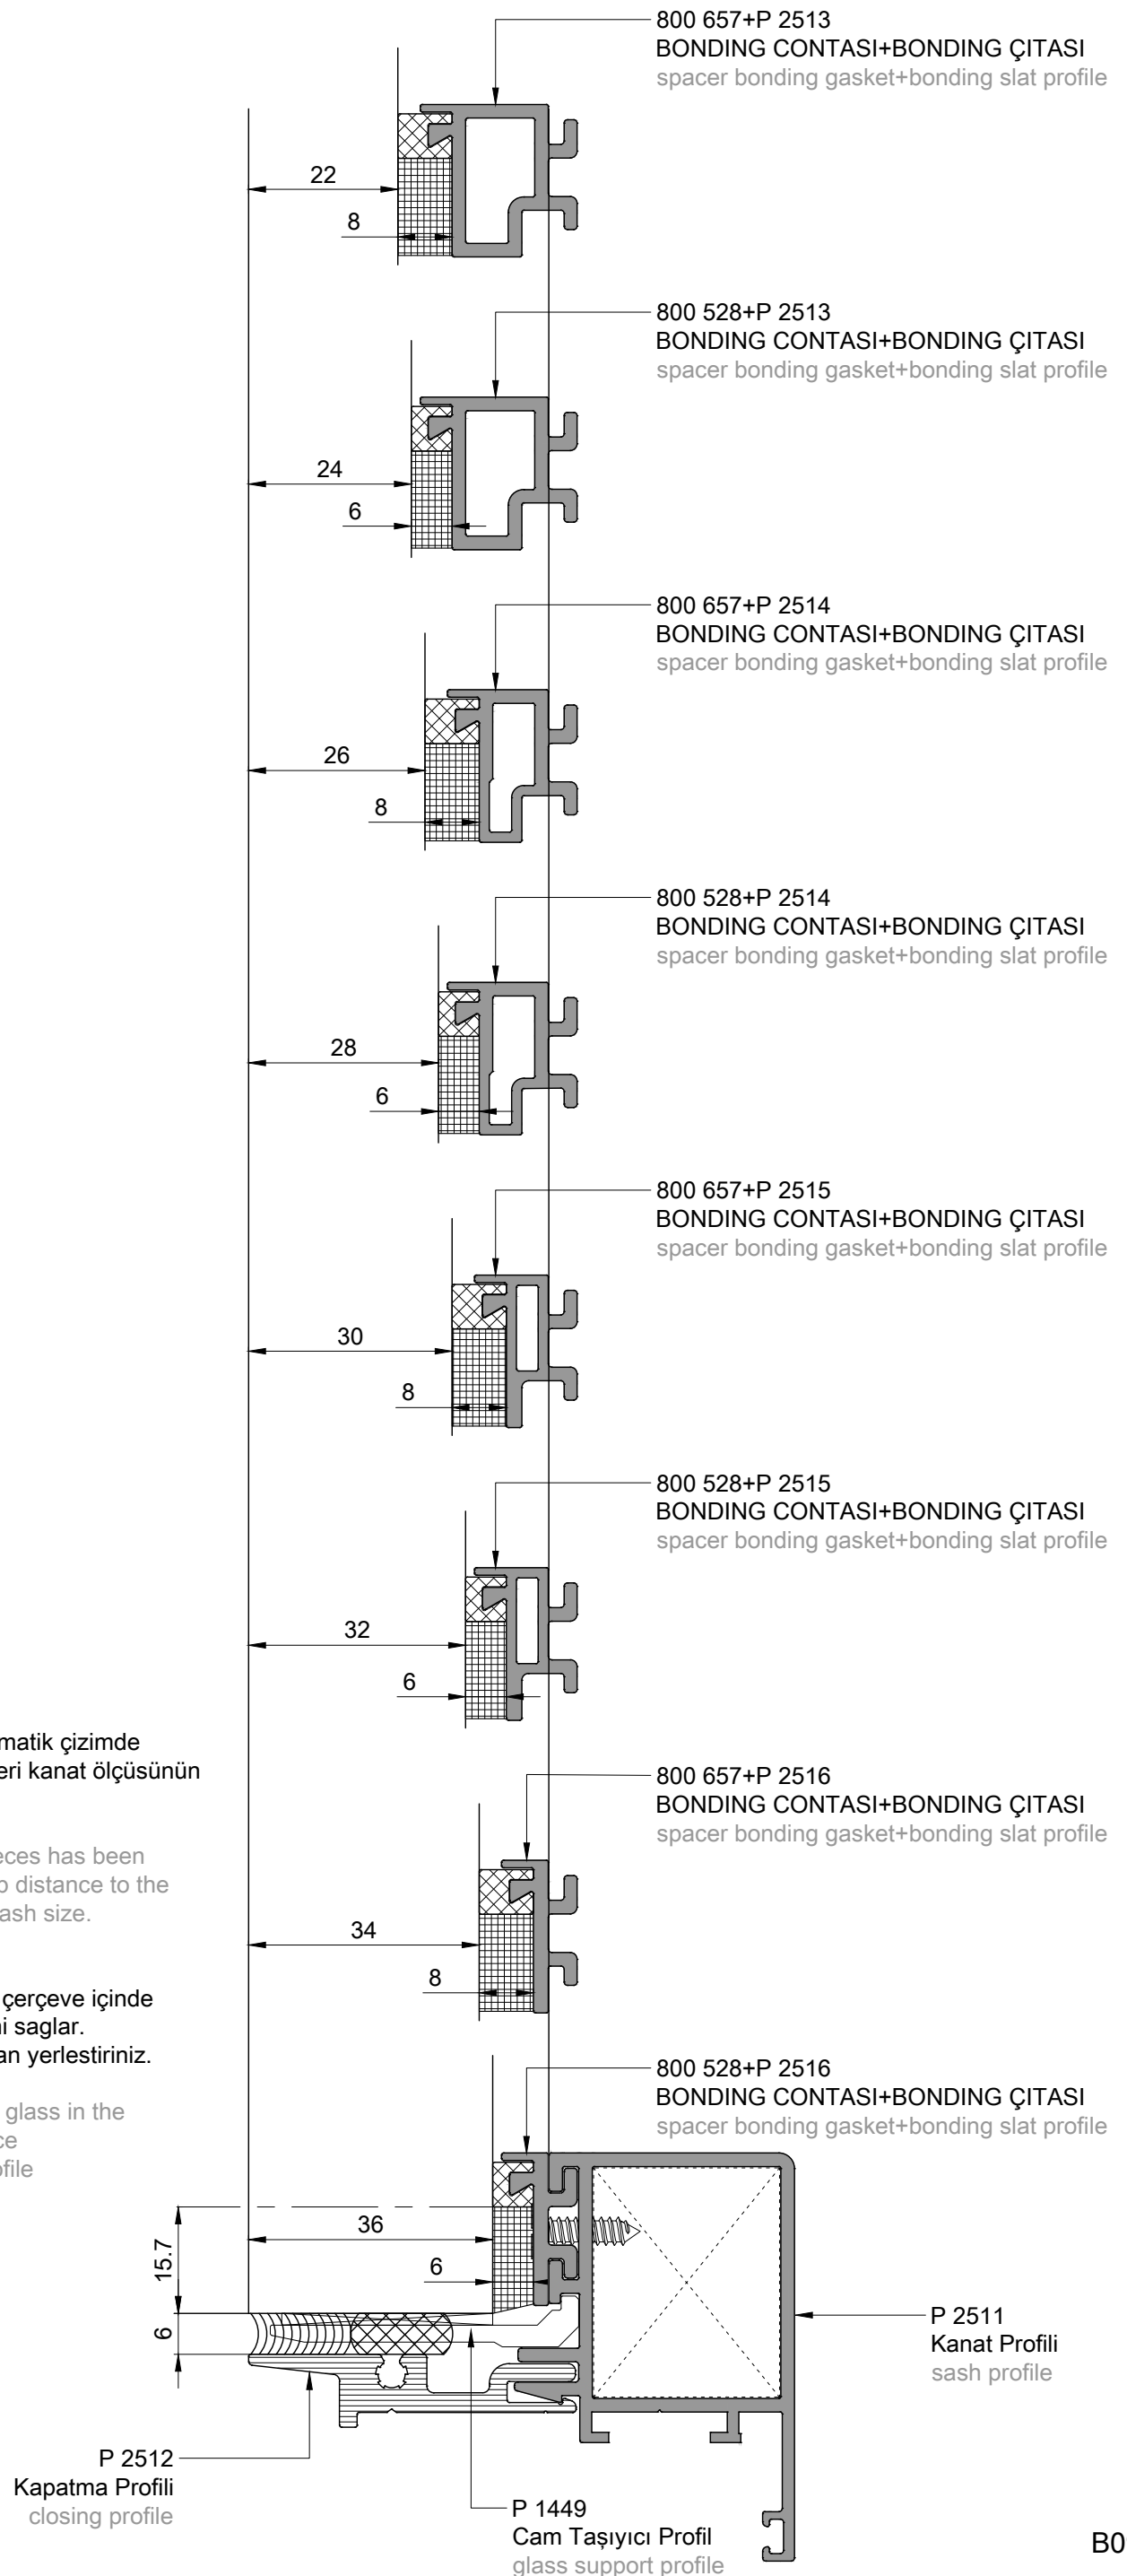 800 657+P 2513
BONDING CONTASI+BONDING ÇITASI
spacer bonding gasket+bonding slat profile
22
8
800 528+P 2513
BONDING CONTASI+BONDING ÇITASI
spacer bonding gasket+bonding slat profile
24
6
800 657+P 2514
BONDING CONTASI+BONDING ÇITASI
spacer bonding gasket+bonding slat profile
26
8
800 528+P 2514
BONDING CONTASI+BONDING ÇITASI
spacer bonding gasket+bonding slat profile
28
6
800 657+P 2515
BONDING CONTASI+BONDING ÇITASI
spacer bonding gasket+bonding slat profile
30
8
800 528+P 2515
BONDING CONTASI+BONDING ÇITASI
spacer bonding gasket+bonding slat profile
32
6
matik çizimde
eri kanat ölçüsünün
eces has been
distance to the
ash size.
800 657+P 2516
BONDING CONTASI+BONDING ÇITASI
spacer bonding gasket+bonding slat profile
34
8
çerçeve içinde
ni saglar.
an yerlestiriniz.
glass in the
ce
ofile
800 528+P 2516
BONDING CONTASI+BONDING ÇITASI
spacer bonding gasket+bonding slat profile
36
6
15.7
6
P 2511
Kanat Profili
sash profile
P 2512
Kapatma Profili
closing profile
P 1449
Cam Taşıyıcı Profil
glass support profile
B0